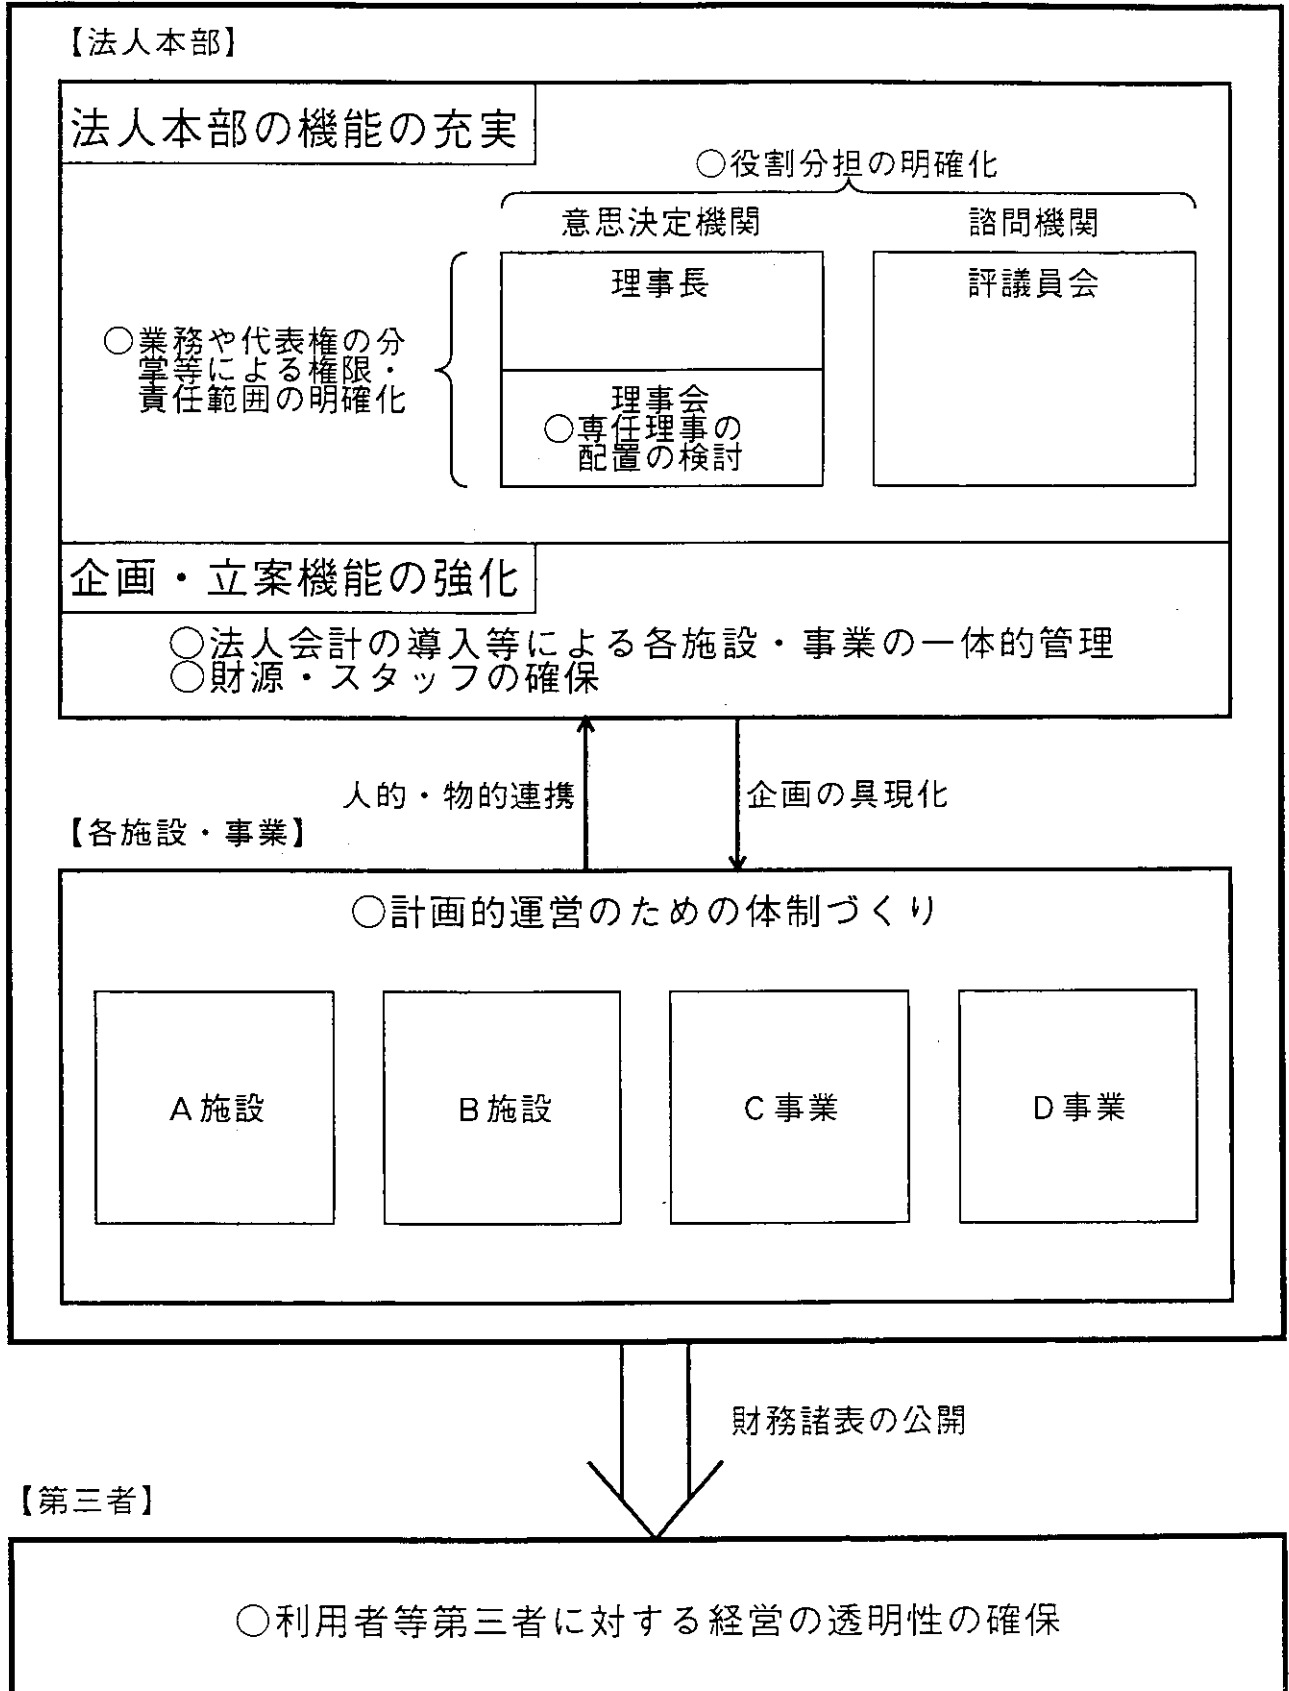 【法人本部】
法人本部の機能の充実
○役割分担の明確化
意思決定機関
諮問機関
理事長
評議員会
○業務や代表権の分
掌等による権限・
責任範囲の明確化
理事会
○専任理事の
配置の検討
企画・立案機能の強化
○法人会計の導入等による各施設・事業の一体的管理
○財源・スタッフの確保
人的・物的連携
企画の具現化
【各施設・事業】
○計画的運営のための体制づくり
A施設
B施設
C事業
D事業
財務諸表の公開
【第三者】
○利用者等第三者に対する経営の透明性の確保